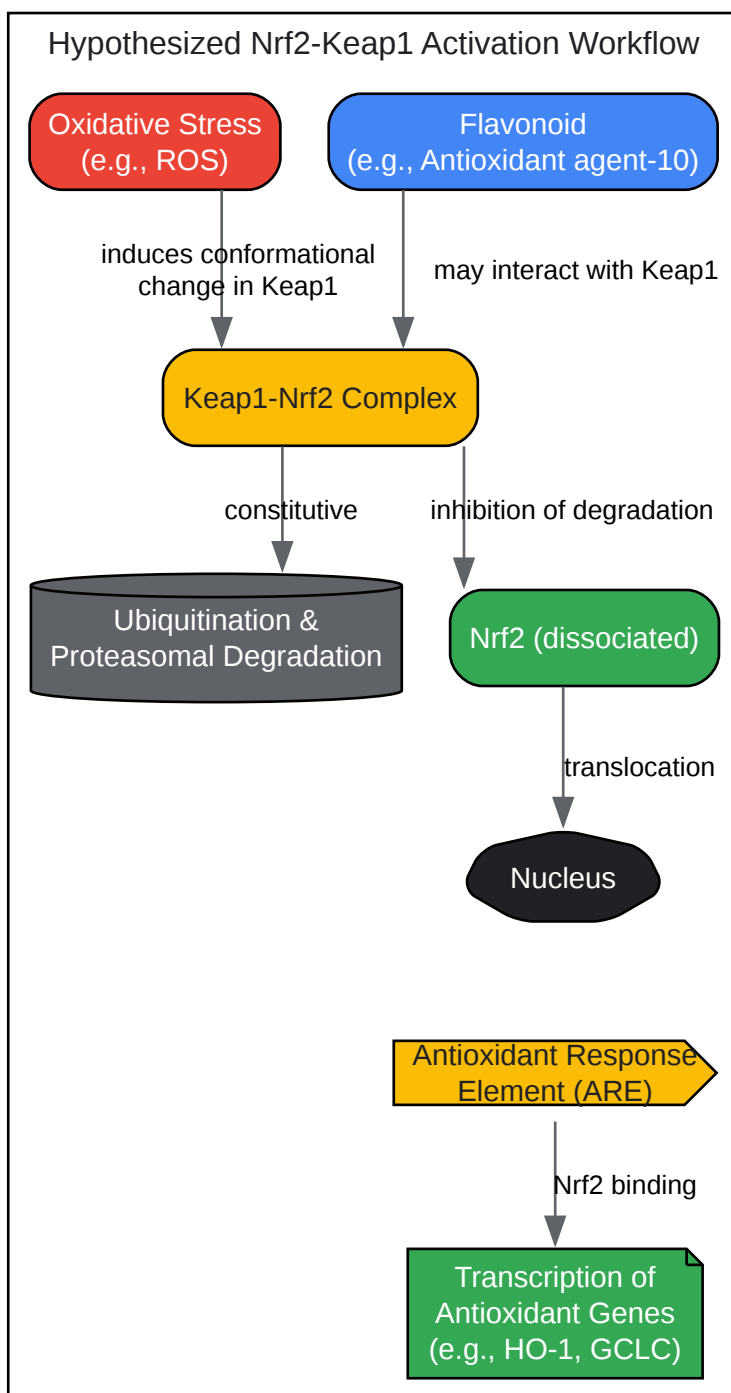 Hypothesized Nrf2-Keap1 Activation Workflow
Oxidative Stress
(e.g., ROS)
Flavonoid
(e.g., Antioxidant agent-10)
induces conformational
change in Keap1
may interact with Keap1
Keap1-Nrf2 Complex
constitutive
inhibition of degradation
Ubiquitination &
Proteasomal Degradation
Nrf2 (dissociated)
translocation
Nucleus
Antioxidant Response
Element (ARE)
Nrf2 binding
Transcription of
Antioxidant Genes
(e.g., HO-1, GCLC)